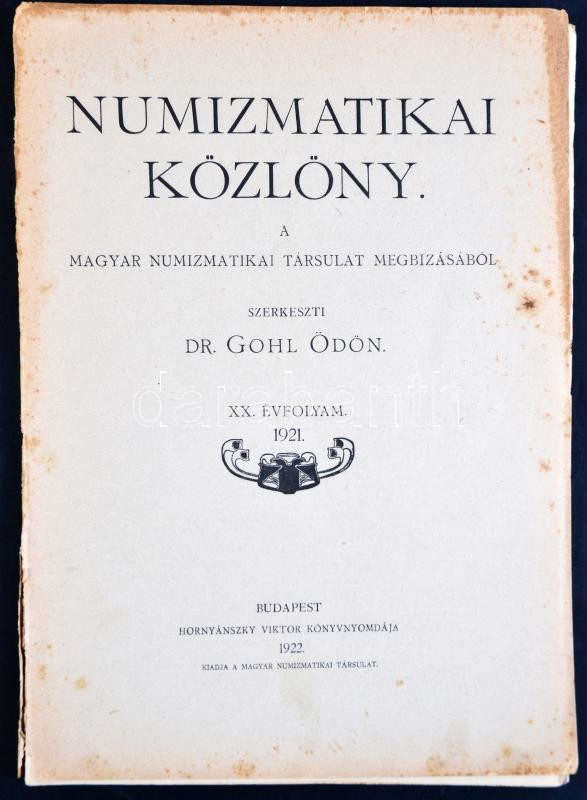 NUMIZMATIKAI
KÖZLÖNY.
A
MAGYAR NUMIZMATIKAI TÁRSULAT MEGBIZÁSÁBÓL
SZERKESZTI
DR. GOHL ÖDÖN.
darabanth
XX. ÉVFOLYAM.
1921.
BUDAPEST
HORNYÁNSZKY VIKTOR KÖNYVNYOMDÁJA
1922.
KIADJA A MAGYAR NUMIZMATIKAI TÁRSULAT.